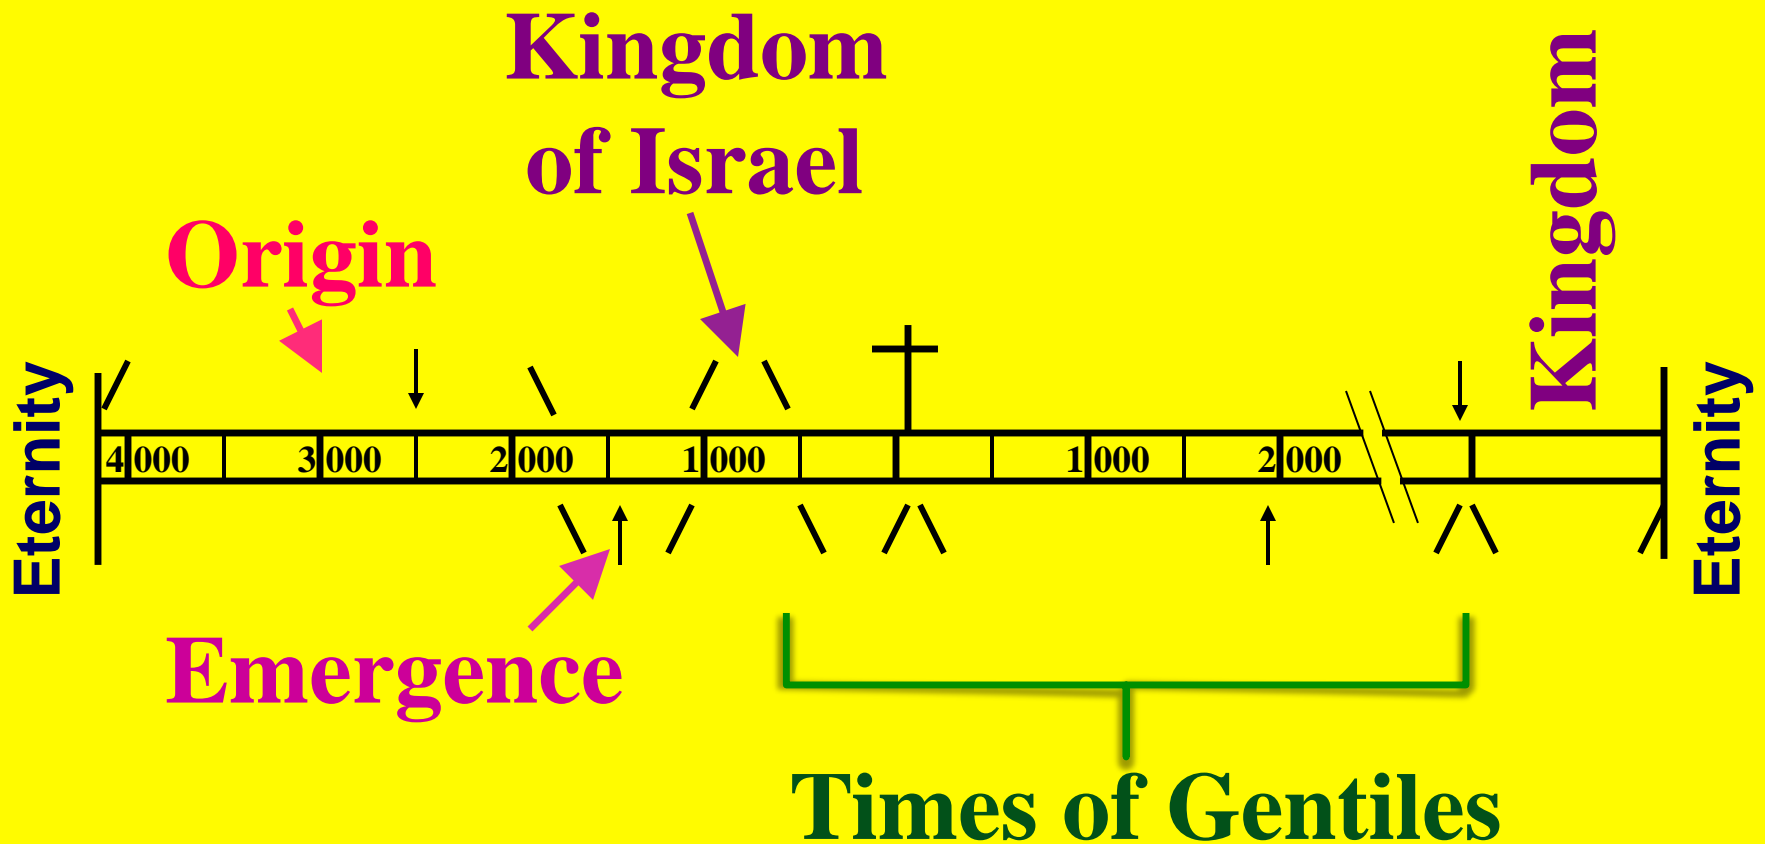 Kingdom
of Israel
Kingdom
Origin
Eternity
4000 3000 2000 1000 1000 2000
Eternity
Emergence
Times of Gentiles